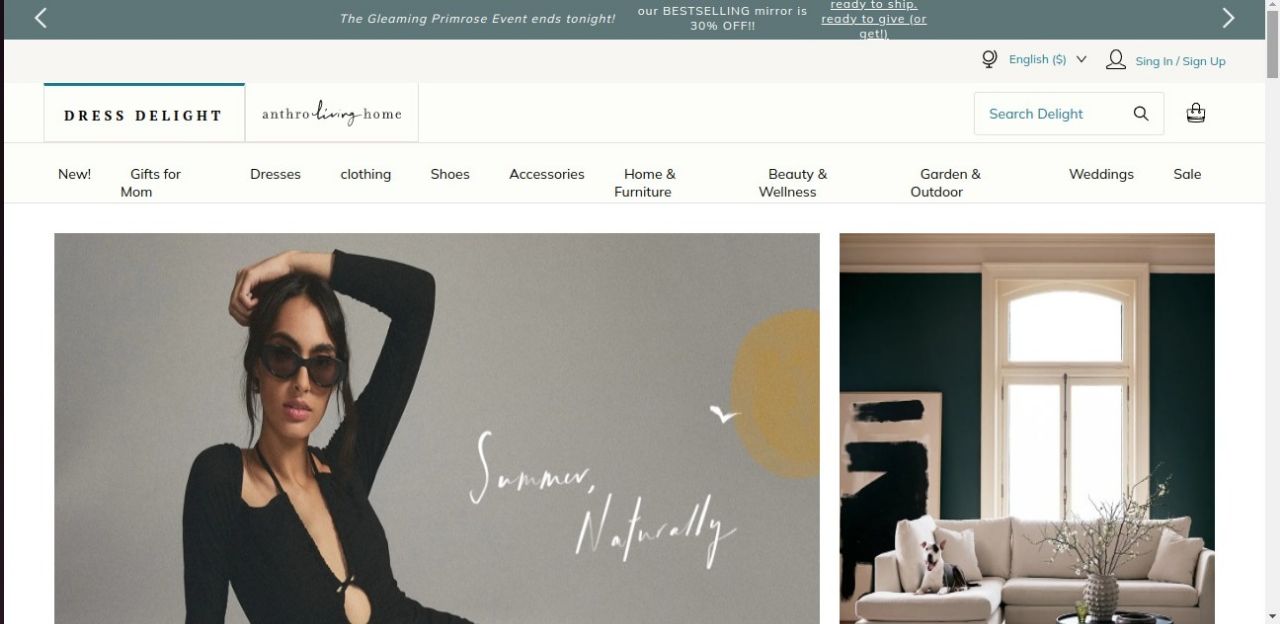 The Gleaming Primrose Event ends tonight!
our BESTSELLING mirror is
30% OFF!!
ready to ship.
ready to give (or
get!)
English ($)
Sing In / Sign Up
DRESS DELIGHT
anthroliving home
Search Delight
New!
Gifts for
Mom
Dresses
clothing
Shoes
Accessories
Home &
Furniture
Beauty &
Wellness
Garden &
Outdoor
Weddings
Sale
Summer,
Naturally